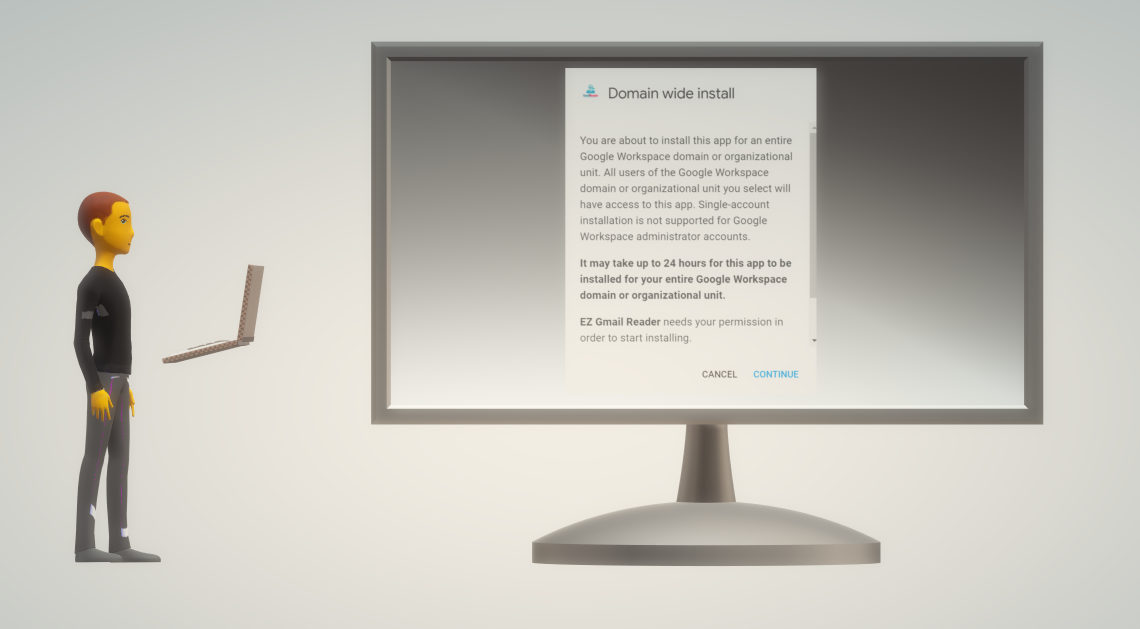 Domain wide install
You are about to install this app for an entire
Google Workspace domain or organizational
unit. All users of the Google Workspace
domain or organizational unit you select will
have access to this app. Single-account
installation is not supported for Google
Workspace administrator accounts.
It may take up to 24 hours for this app to be
installed for your entire Google Workspace
domain or organizational unit.
EZ Gmail Reader needs your permission in
order to start installing.
CANCEL CONTINUE